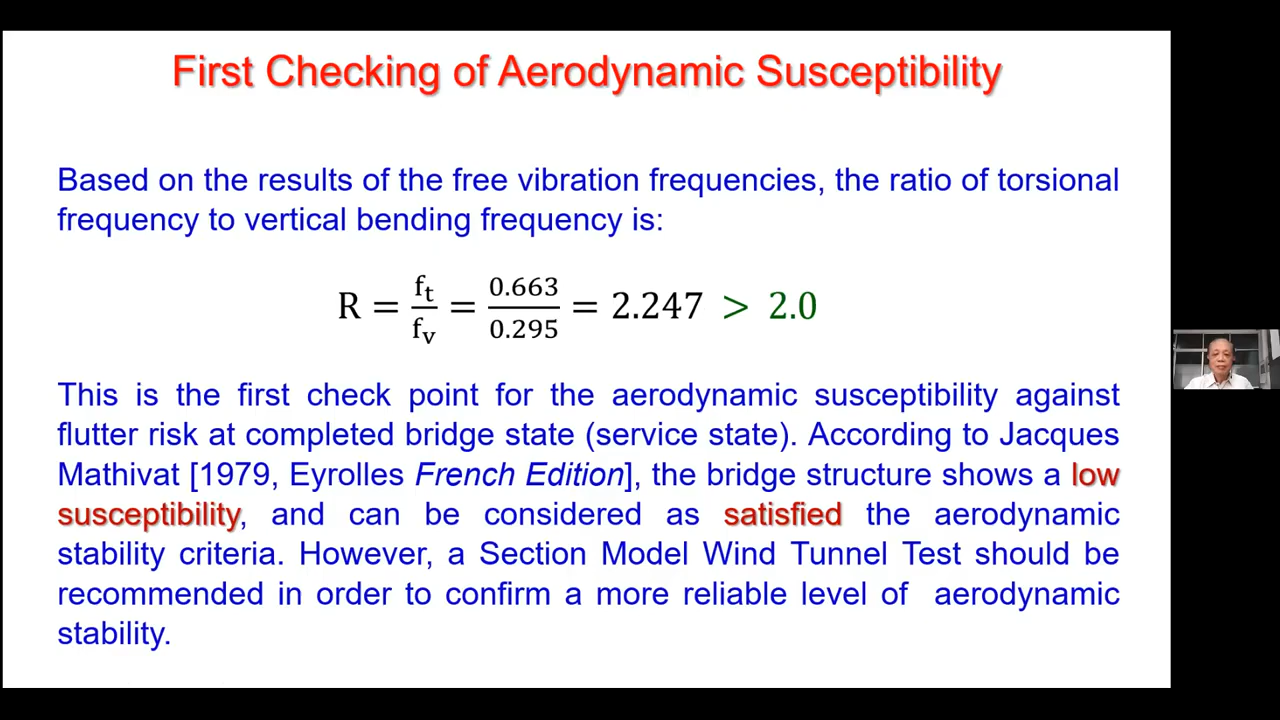 First Checking of Aerodynamic Susceptibility
Based on the results of the free vibration frequencies, the ratio of torsional
frequency to vertical bending frequency is:
R = f_t/f_v = 0.663/0.295 = 2.247 > 2.0
This is the first check point for the aerodynamic susceptibility against
flutter risk at completed bridge state (service state). According to Jacques
Mathivat [1979, Eyrolles French Edition], the bridge structure shows a low
susceptibility, and can be considered as satisfied the aerodynamic
stability criteria. However, a Section Model Wind Tunnel Test should be
recommended in order to confirm a more reliable level of aerodynamic
stability.